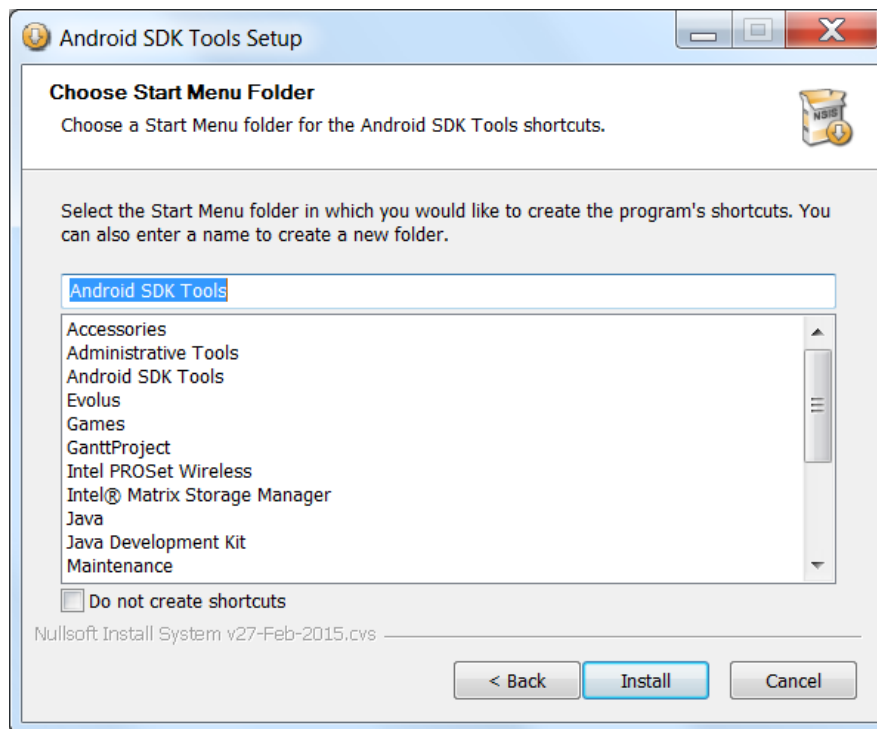 Android SDK Tools Setup
Choose Start Menu Folder
Choose a Start Menu folder for the Android SDK Tools shortcuts.
NSIS
Select the Start Menu folder in which you would like to create the program's shortcuts. You
can also enter a name to create a new folder.
Android SDK Tools
Accessories
Administrative Tools
Android SDK Tools
Evolus
Games
GanttProject
Intel PROSet Wireless
Intel® Matrix Storage Manager
Java
Java Development Kit
Maintenance
Do not create shortcuts
Nullsoft Install System v27-Feb-2015.cvs
< Back Install Cancel